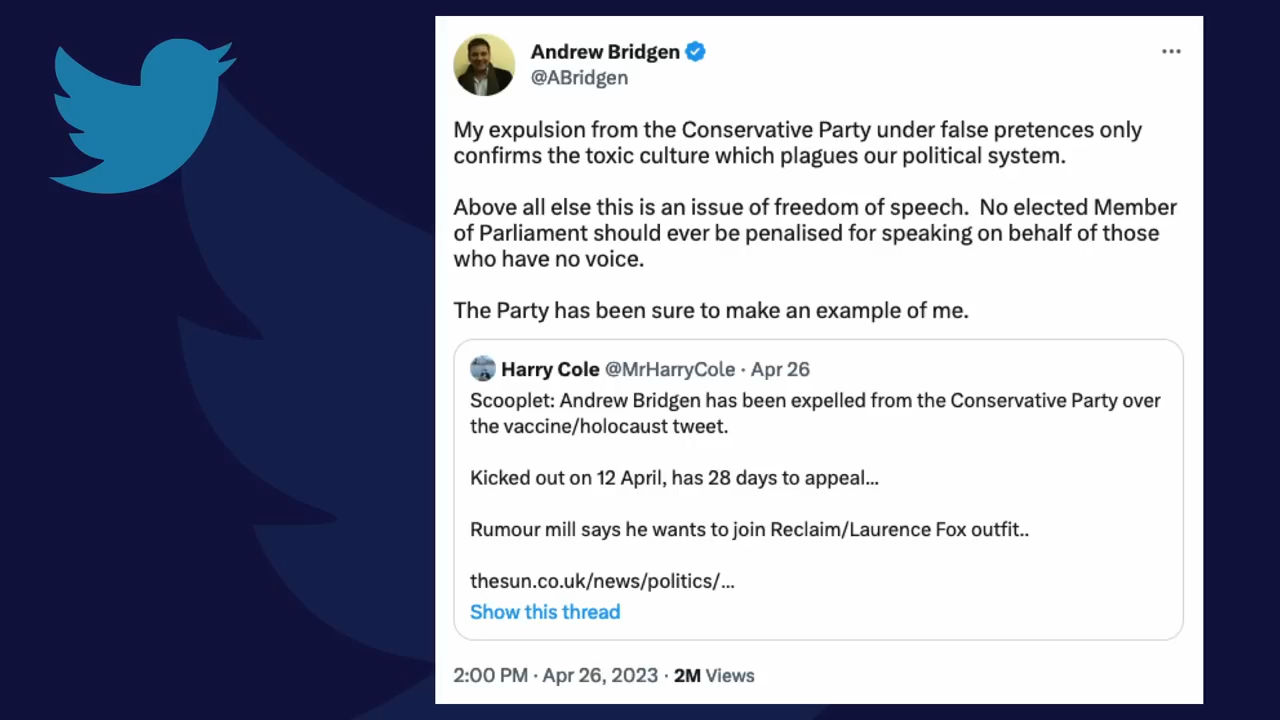 Andrew Bridgen
@ABridgen
My expulsion from the Conservative Party under false pretences only
confirms the toxic culture which plagues our political system.
Above all else this is an issue of freedom of speech.  No elected Member
of Parliament should ever be penalised for speaking on behalf of those
who have no voice.
The Party has been sure to make an example of me.
Harry Cole @MrHarryCole · Apr 26
Scooplet: Andrew Bridgen has been expelled from the Conservative Party over
the vaccine/holocaust tweet.
Kicked out on 12 April, has 28 days to appeal...
Rumour mill says he wants to join Reclaim/Laurence Fox outfit..
thesun.co.uk/news/politics/...
Show this thread
2:00 PM · Apr 26, 2023 · 2M Views